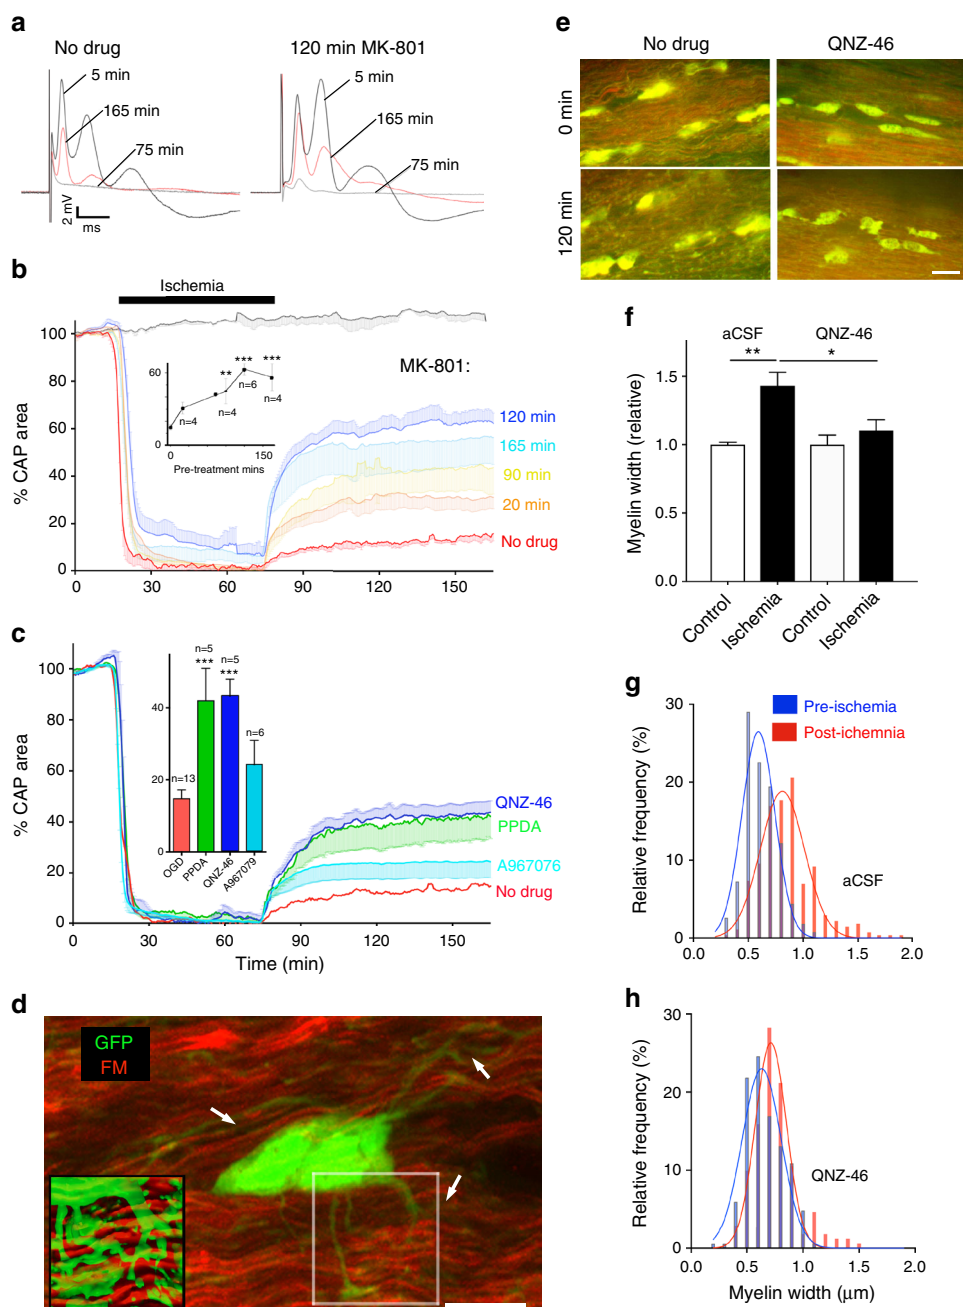 a
No drug
120 min MK-801
5 min
165 min
75 min
2 mV
ms
5 min
165 min
75 min
b
Ischemia
% CAP area
100
80
60
40
20
0
0 30 60 90 120 150
MK-801:
120 min
165 min
90 min
20 min
No drug
60
0
0 150
n=4
**
n=4
***
n=6
***
n=4
Pre-treatment mins
c
% CAP area
100
80
60
40
20
0
0 30 60 90 120 150
Time (min)
40
20
0
n=13
n=5
***
n=5
***
n=6
OGD
PPDA
QNZ-46
A967079
QNZ-46
PPDA
A967076
No drug
d
GFP
FM
e
No drug
QNZ-46
0 min
120 min
f
aCSF
QNZ-46
**
*
Myelin width (relative)
1.5
1.0
0.5
0.0
Control
Ischemia
Control
Ischemia
g
Relative frequency (%)
30
20
10
0
Pre-ischemia
Post-ichemnia
aCSF
0.0 0.5 1.0 1.5 2.0
h
Relative frequency (%)
30
20
10
0
QNZ-46
0.0 0.5 1.0 1.5 2.0
Myelin width (μm)